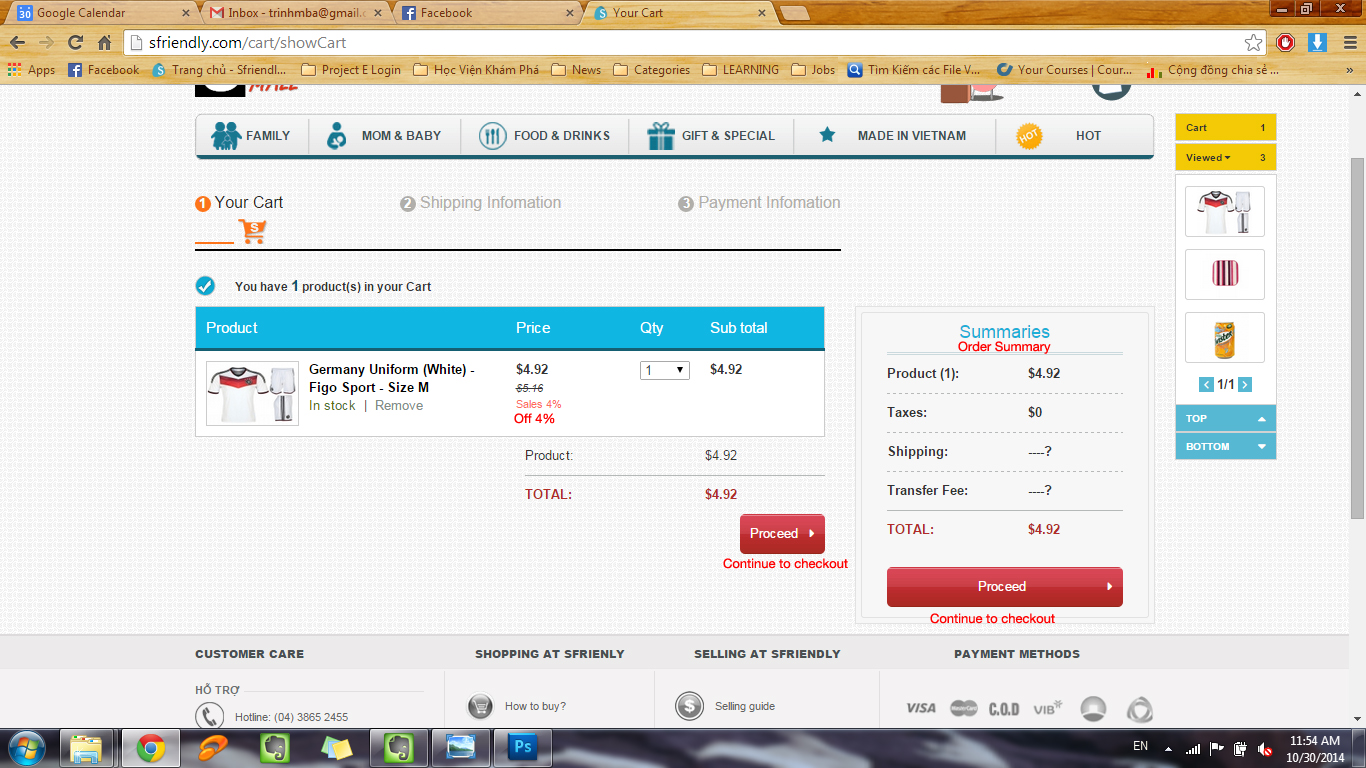 Google Calendar
Inbox - trinhmba@gmail.c
Facebook
Your Cart
sfriendly.com/cart/showCart
Apps
Facebook
Trang chủ - Sfriendl...
Project E Login
Học Viện Khám Phá
News
Categories
LEARNING
Jobs
Tìm Kiếm các File V...
Your Courses | Cour...
Cộng đồng chia sẻ ...
»
MALL
FAMILY
MOM & BABY
FOOD & DRINKS
GIFT & SPECIAL
MADE IN VIETNAM
HOT
HOT
Cart 1
Viewed 3
1 Your Cart
2 Shipping Infomation
3 Payment Infomation
S
You have 1 product(s) in your Cart
Product Price Qty Sub total
Germany Uniform (White) - $4.92 1 $4.92
Figo Sport - Size M $5.16
In stock | Remove Sales 4%
Off 4%
Product: $4.92
TOTAL: $4.92
Proceed
Continue to checkout
Summaries
Order Summary
Product (1): $4.92
Taxes: $0
Shipping: ----?
Transfer Fee: ----?
TOTAL: $4.92
Proceed
Continue to checkout
1/1
TOP
BOTTOM
CUSTOMER CARE
SHOPPING AT SFRIENLY
SELLING AT SFRIENDLY
PAYMENT METHODS
HỖ TRỢ
Hotline: (04) 3865 2455
How to buy?
Selling guide
VISA
MasterCard
C.O.D
VIB
Ps
EN
11:54 AM
10/30/2014